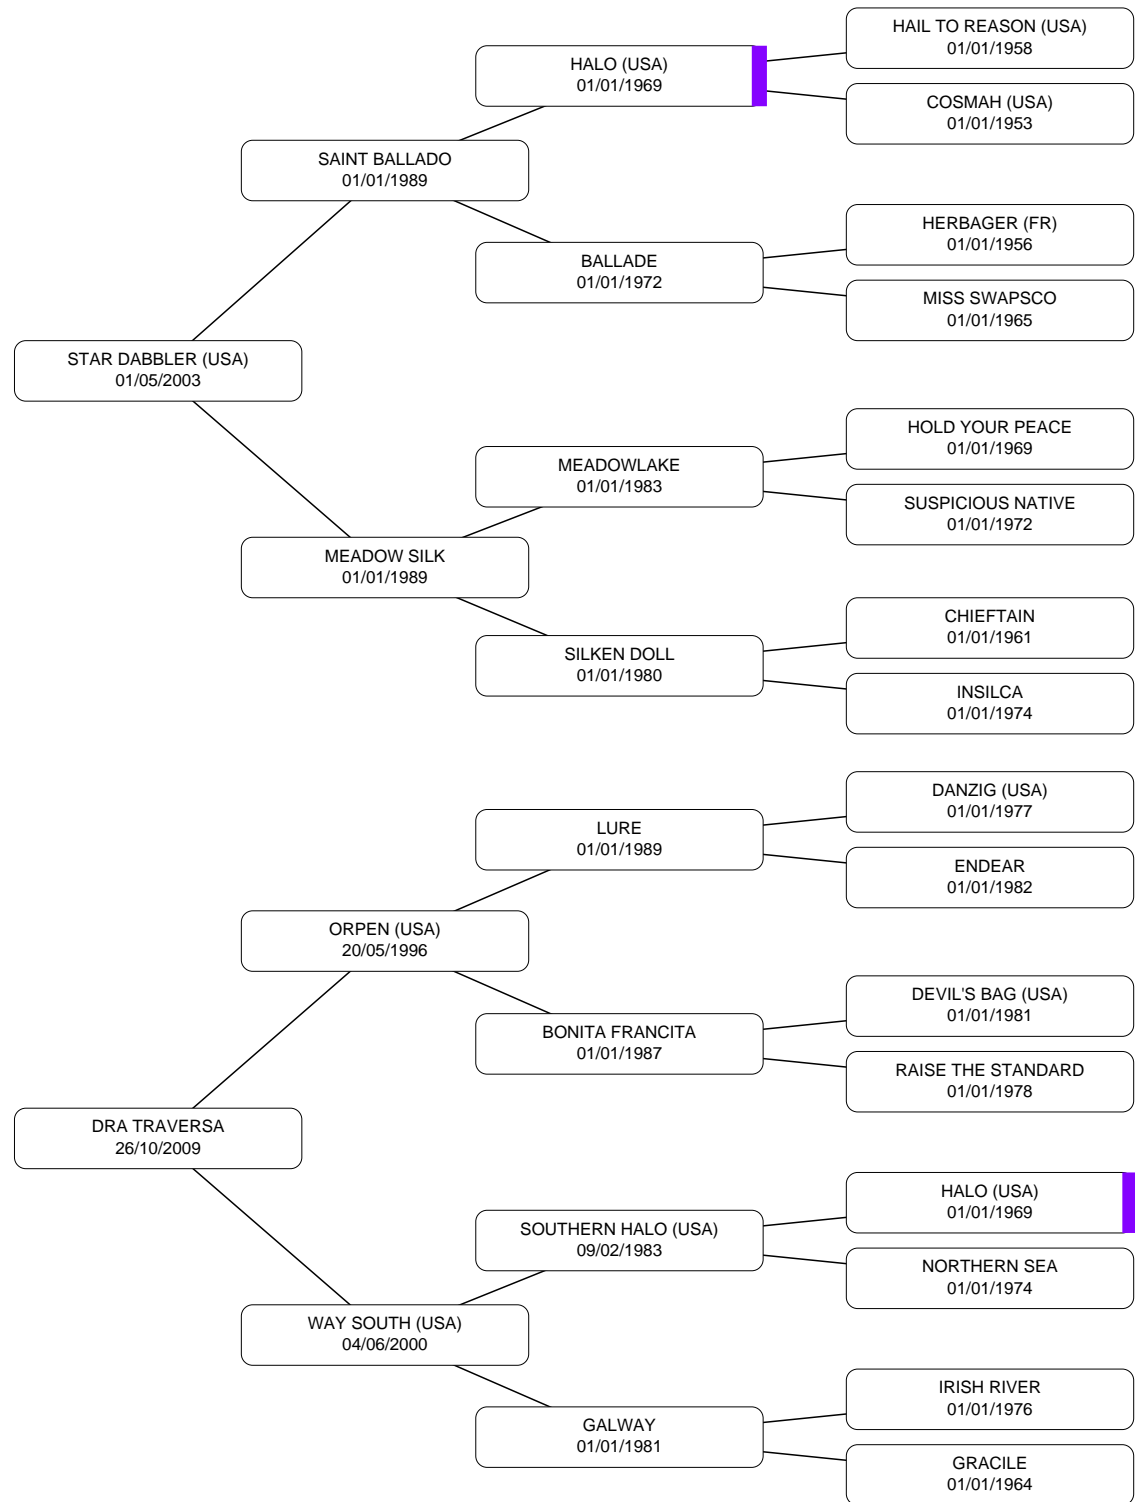 HAIL TO REASON (USA)
01/01/1958
HALO (USA)
01/01/1969
COSMAH (USA)
01/01/1953
SAINT BALLADO
01/01/1989
HERBAGER (FR)
01/01/1956
BALLADE
01/01/1972
MISS SWAPSCO
01/01/1965
STAR DABBLER (USA)
01/05/2003
HOLD YOUR PEACE
01/01/1969
MEADOWLAKE
01/01/1983
SUSPICIOUS NATIVE
01/01/1972
MEADOW SILK
01/01/1989
CHIEFTAIN
01/01/1961
SILKEN DOLL
01/01/1980
INSILCA
01/01/1974
DANZIG (USA)
01/01/1977
LURE
01/01/1989
ENDEAR
01/01/1982
ORPEN (USA)
20/05/1996
DEVIL'S BAG (USA)
01/01/1981
BONITA FRANCITA
01/01/1987
RAISE THE STANDARD
01/01/1978
DRA TRAVERSA
26/10/2009
HALO (USA)
01/01/1969
SOUTHERN HALO (USA)
09/02/1983
NORTHERN SEA
01/01/1974
WAY SOUTH (USA)
04/06/2000
IRISH RIVER
01/01/1976
GALWAY
01/01/1981
GRACILE
01/01/1964